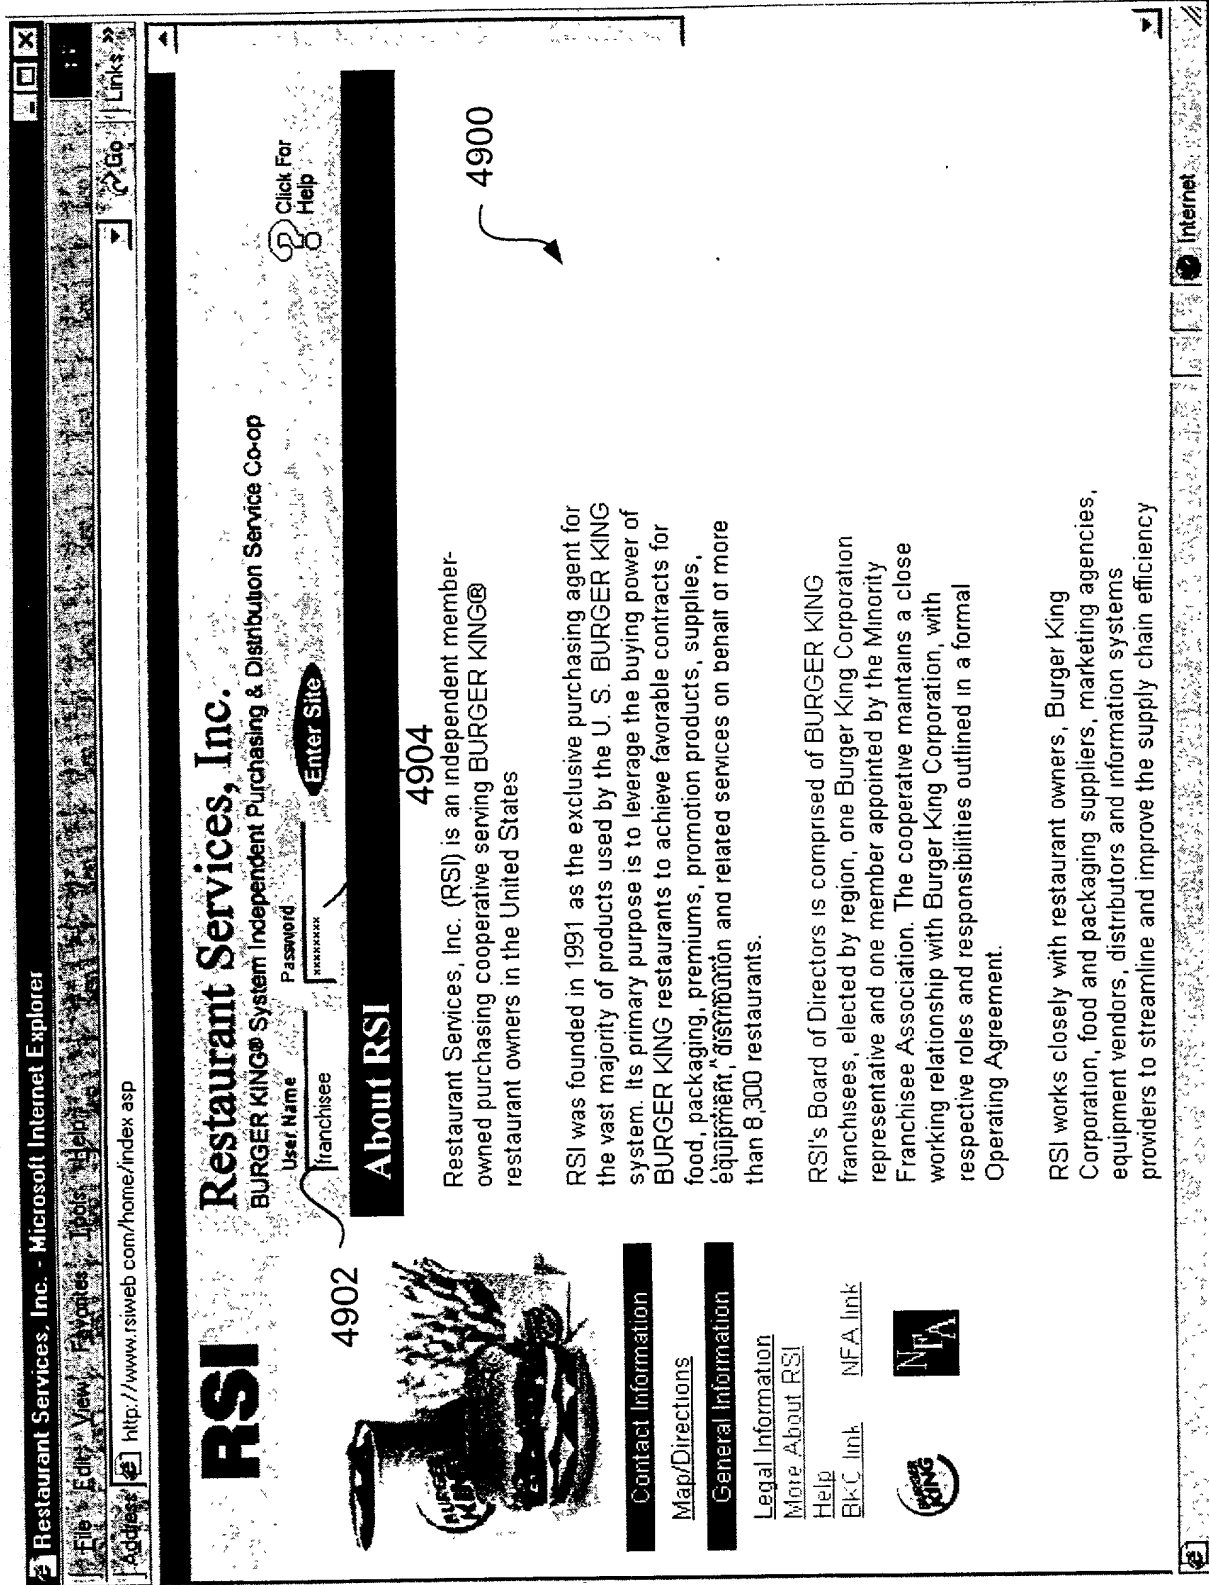 Restaurant Services, Inc. - Microsoft Internet Explorer
File Edit View Favorites Tools Help
Address http://www.rsiweb com/home/index asp Go Links »
RSI
Restaurant Services, Inc.
BURGER KING® System Independent Purchasing & Distribution Service Co-op
User Name Password
franchisee xxxxxxxx Enter Site
Click For
Help
4902
4904
4900
About RSI
Restaurant Services, Inc. (RSI) is an independent member-
owned purchasing cooperative serving BURGER KING®
restaurant owners in the United States
RSI was founded in 1991 as the exclusive purchasing agent for
the vast majority of products used by the U. S. BURGER KING
system. Its primary purpose is to leverage the buying power of
BURGER KING restaurants to achieve favorable contracts for
food, packaging, premiums, promotion products, supplies,
equipment, distribution and related services on behalf of more
than 8,300 restaurants.
RSI's Board of Directors is comprised of BURGER KING
franchisees, elected by region, one Burger King Corporation
representative and one member appointed by the Minority
Franchisee Association. The cooperative mantains a close
working relationship with Burger King Corporation, with
respective roles and responsibilities outlined in a formal
Operating Agreement.
RSI works closely with restaurant owners, Burger King
Corporation, food and packaging suppliers, marketing agencies,
equipment vendors, distributors and information systems
providers to streamline and improve the supply chain efficiency
BURGER
KING
Contact Information
Map/Directions
General Information
Legal Information
More About RSI
Help
BKC link NFA link
BURGER
KING
NFA
Internet